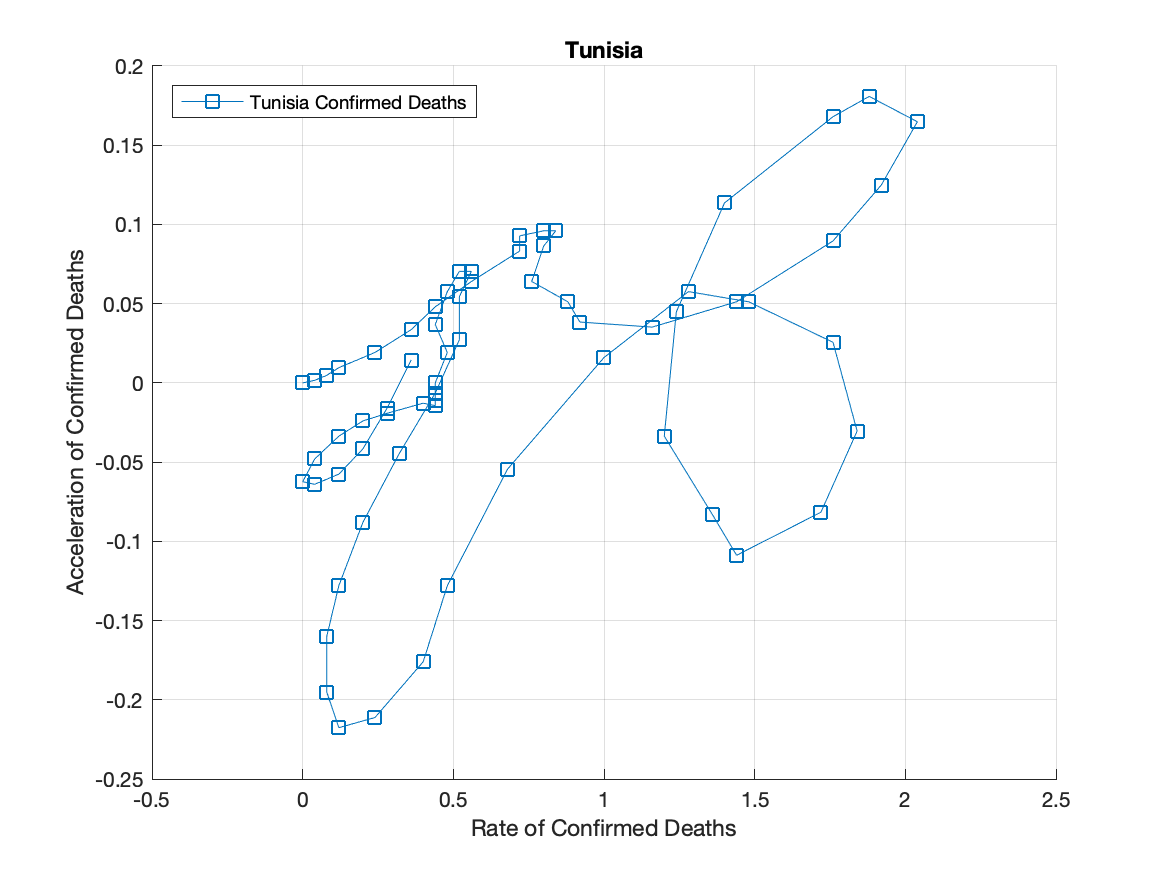 Tunisia
Tunisia Confirmed Deaths
0.2
0.15
0.1
0.05
0
-0.05
-0.1
-0.15
-0.2
-0.25
Acceleration of Confirmed Deaths
-0.5 0 0.5 1 1.5 2 2.5
Rate of Confirmed Deaths